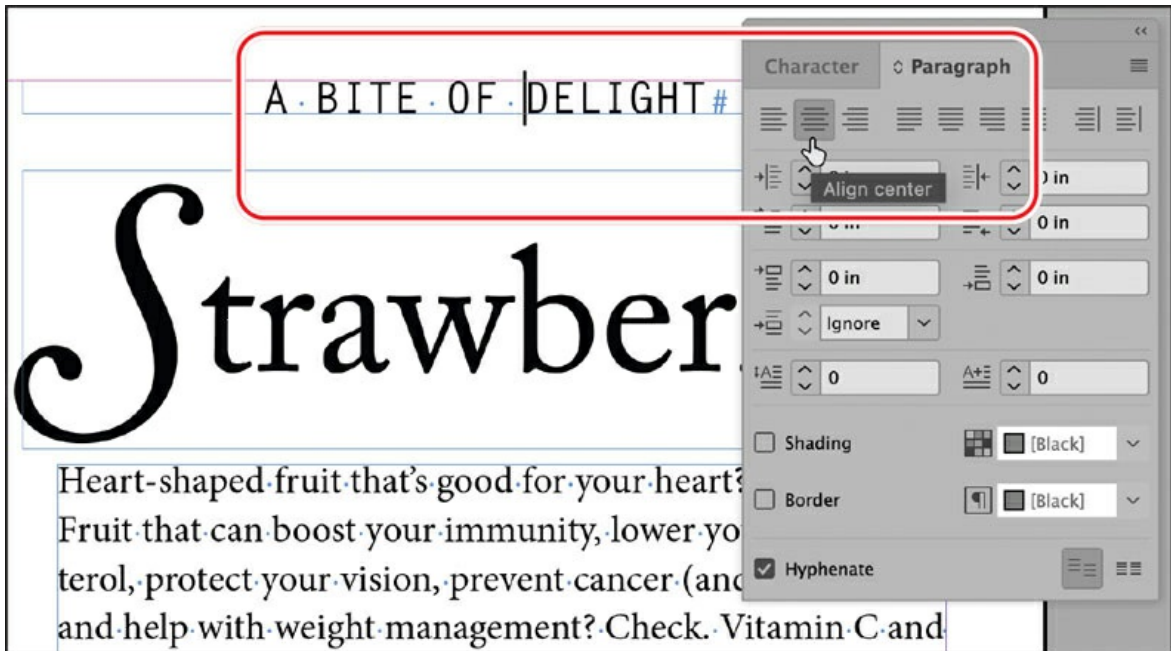 A BITE OF DELIGHT#
Strawber
Heart-shaped fruit that's good for your heart?
Fruit that can boost your immunity, lower yo
terol, protect your vision, prevent cancer (and
and help with weight management? Check. Vitamin C and
Character Paragraph
Align center
0 in
0 in 0 in
0 in 0 in
Ignore
0 0
Shading [Black]
Border [Black]
Hyphenate